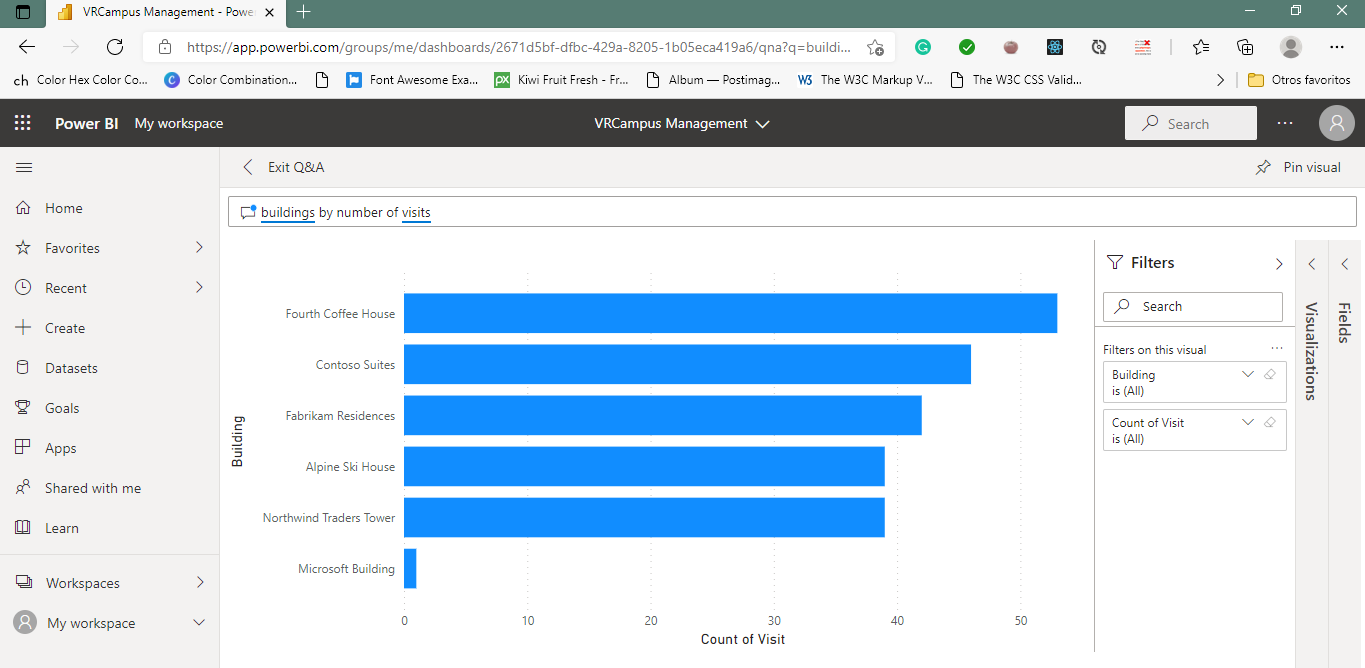 VRCampus Management - Powe
https://app.powerbi.com/groups/me/dashboards/2671d5bf-dfbc-429a-8205-1b05eca419a6/qna?q=buildi...
ch Color Hex Color Co...
C Color Combination...
Font Awesome Exa...
px Kiwi Fruit Fresh - Fr...
Album — Postimag...
W3 The W3C Markup V...
The W3C CSS Valid...
Otros favoritos
Power BI My workspace
VRCampus Management
Search
Exit Q&A
Pin visual
Home
Favorites
Recent
Create
Datasets
Goals
Apps
Shared with me
Learn
Workspaces
My workspace
buildings by number of visits
Building
Fourth Coffee House
Contoso Suites
Fabrikam Residences
Alpine Ski House
Northwind Traders Tower
Microsoft Building
0 10 20 30 40 50
Count of Visit
Filters
Search
Filters on this visual
Building
is (All)
Count of Visit
is (All)
Visualizations
Fields